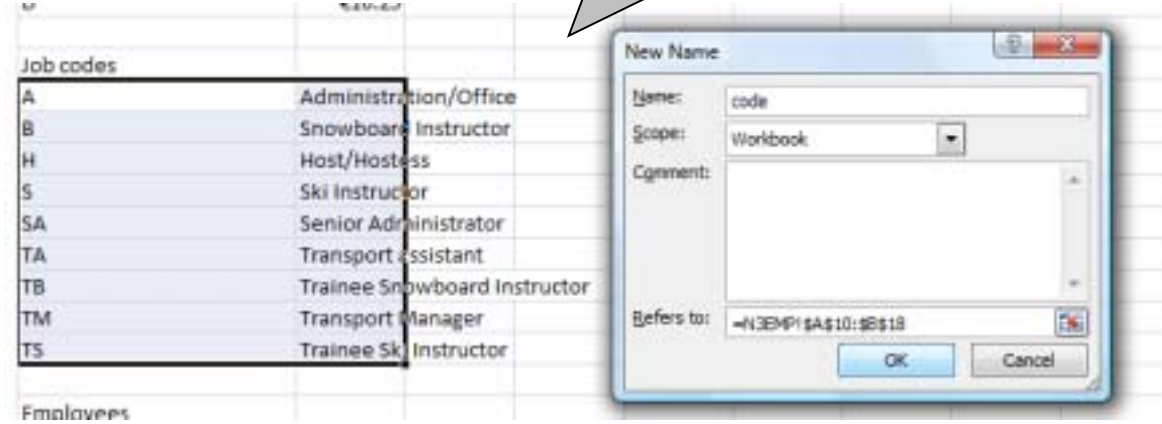 Job codes
A Administration/Office
B Snowboard Instructor
H Host/Hostess
S Ski Instructor
SA Senior Administrator
TA Transport assistant
TB Trainee Snowboard Instructor
TM Transport Manager
TS Trainee Ski Instructor
Employees
New Name
Name: code
Scope: Workbook
Comment:
Refers to: =N3EMP!$A$10:$B$18
OK Cancel